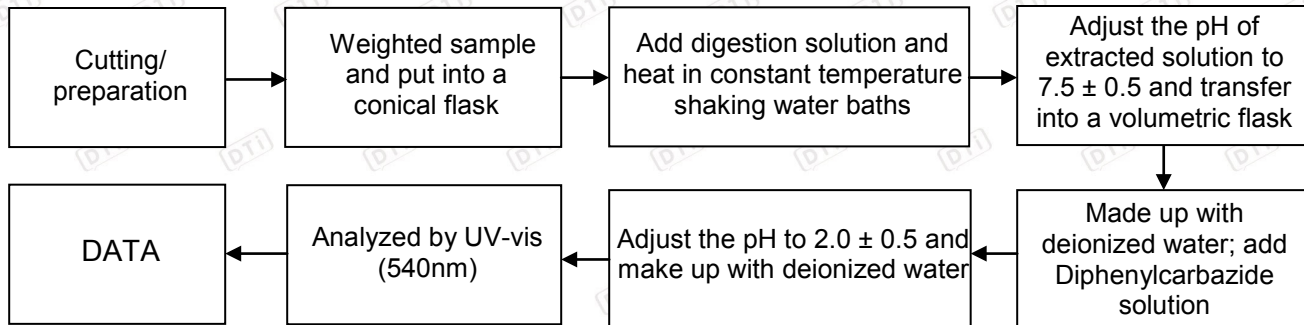 Cutting/
preparation
Weighted sample
and put into a
conical flask
Add digestion solution and
heat in constant temperature
shaking water baths
Adjust the pH of
extracted solution to
7.5 ± 0.5 and transfer
into a volumetric flask
Made up with
deionized water; add
Diphenylcarbazide
solution
Adjust the pH to 2.0 ± 0.5 and
make up with deionized water
Analyzed by UV-vis
(540nm)
DATA